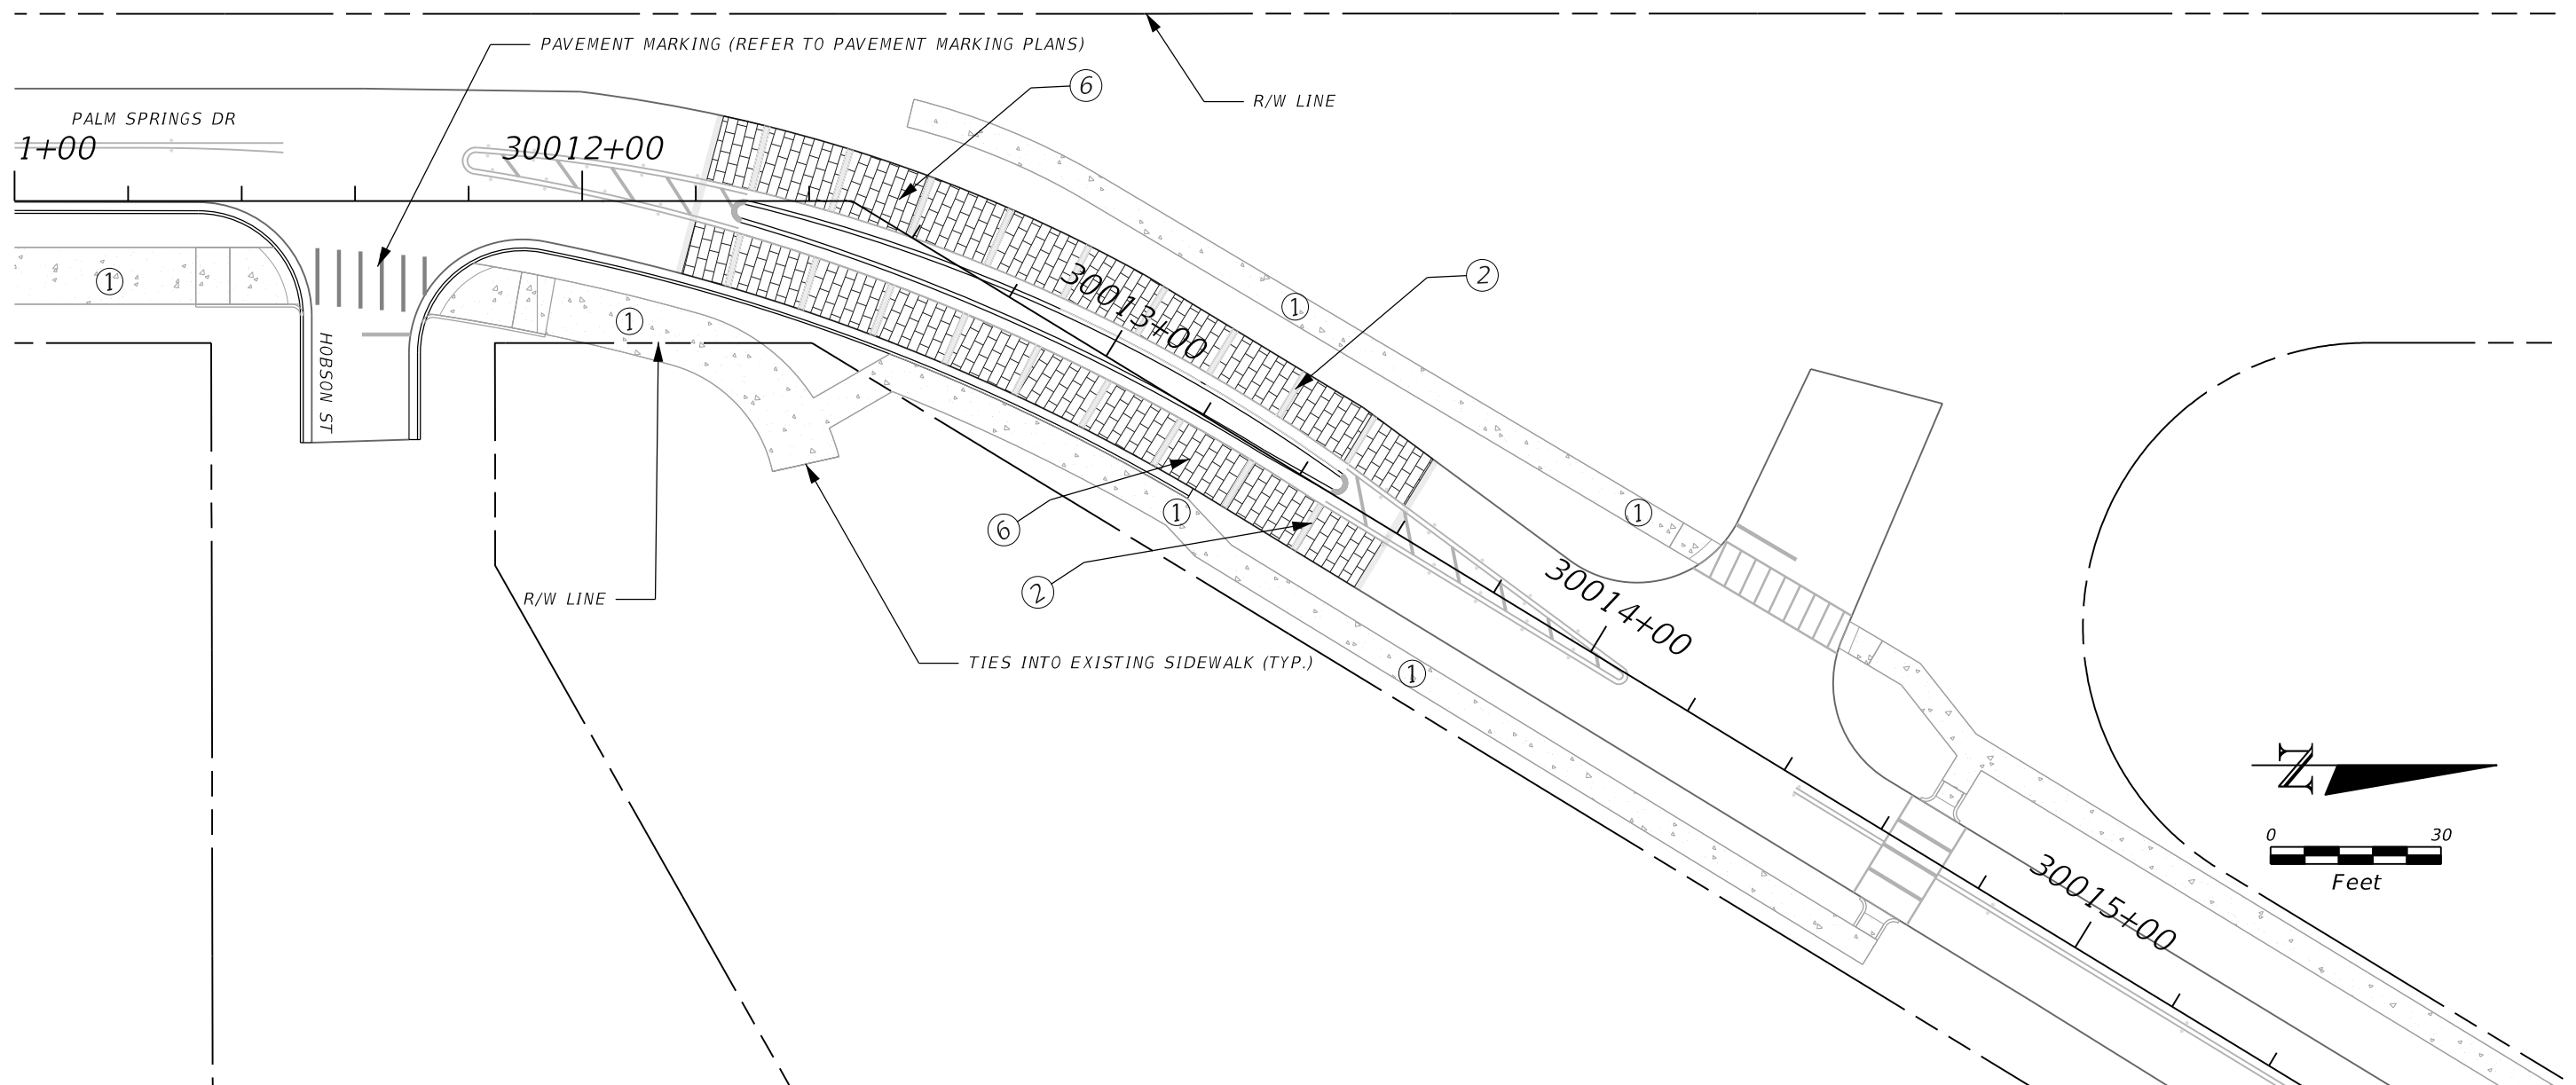 PAVEMENT MARKING (REFER TO PAVEMENT MARKING PLANS)
6
R/W LINE
PALM SPRINGS DR
1+00
30012+00
2
1
1
1
30013+00
HOBSON ST
6
1
1
2
R/W LINE
30014+00
TIES INTO EXISTING SIDEWALK (TYP.)
1
N
0 30
Feet
30015+00